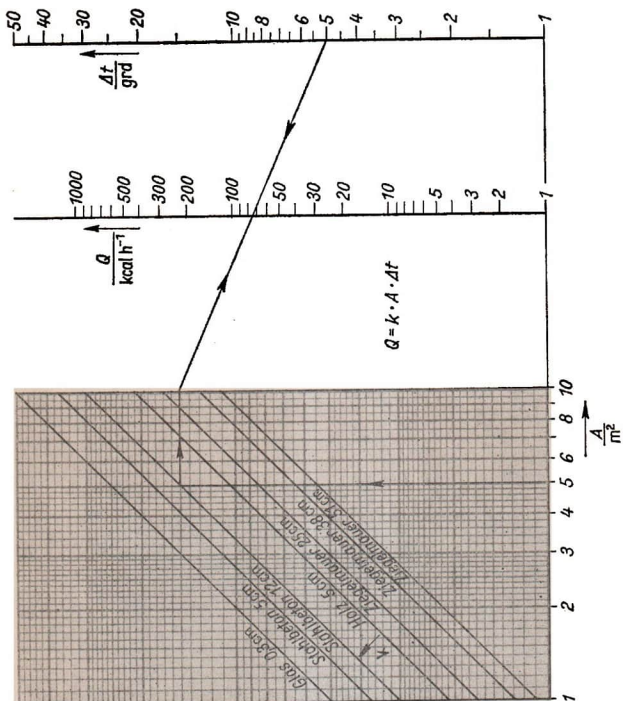 50 40 30 20 10 8 6 5 4 3 2 1
Δt
grd
1000 500 300 200 100 50 30 20 10 5 3 2 1
Q
kcal h⁻¹
Q = k · A · Δt
Glas 0,3cm
Stahlbeton 5cm
Stahlbeton 12cm
Holz 5cm
Ziegelmauer 25cm
Ziegelmauer 38cm
Ziegelmauer 51cm
k
1 2 3 4 5 6 8 10
A
m²